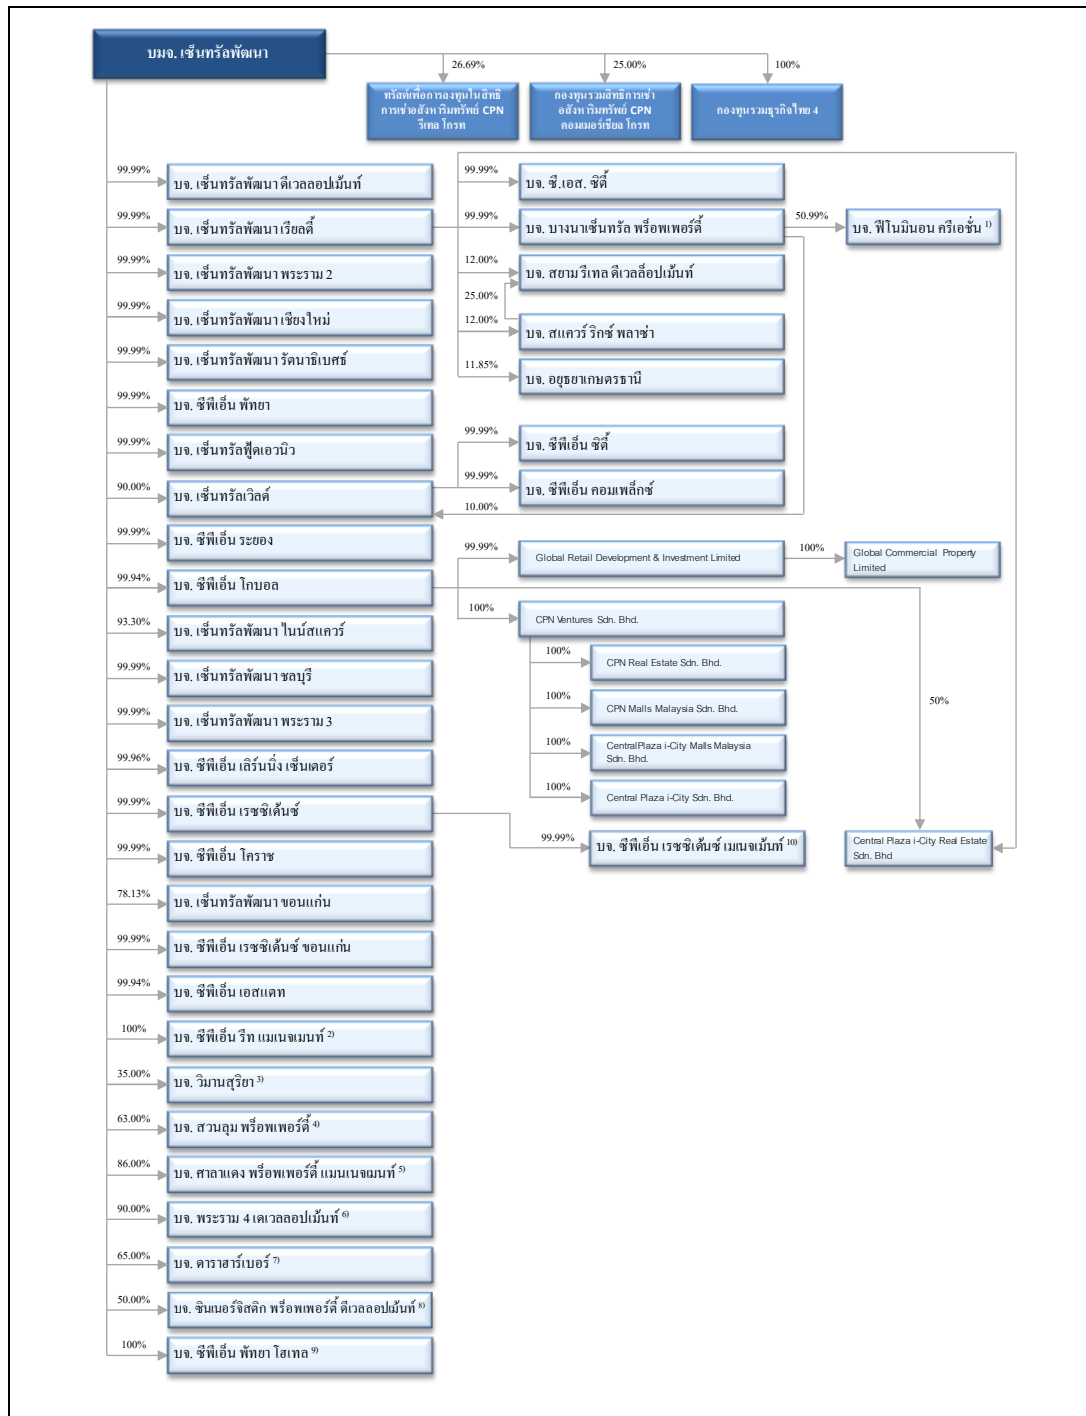 บมจ. เซ็นทรัลพัฒนา
26.69%
25.00%
100%
ทรัสต์เพื่อการลงทุนในสิทธิ
การเช่าอสังหาริมทรัพย์ CPN
รีเทล โกรท
กองทุนรวมสิทธิการเช่า
อสังหาริมทรัพย์ CPN
คอมเมอร์เชียล โกรท
กองทุนรวมธุรกิจไทย 4
99.99%
บจ. เซ็นทรัลพัฒนา ดีเวลลอปเม้นท์
99.99%
บจ. ซี.เอส. ซิตี้
99.99%
บจ. เซ็นทรัลพัฒนา เรียลตี้
99.99%
บจ. บางนาเซ็นทรัล พร็อพเพอร์ตี้
50.99%
บจ. ฟีโนมินอน ครีเอชั่น 1)
99.99%
บจ. เซ็นทรัลพัฒนา พระราม 2
12.00%
บจ. สยาม รีเทล ดีเวลล็อปเม้นท์
25.00%
99.99%
บจ. เซ็นทรัลพัฒนา เชียงใหม่
12.00%
บจ. สแควร์ ริทซ์ พลาซ่า
99.99%
บจ. เซ็นทรัลพัฒนา รัตนาธิเบศร์
11.85%
บจ. อยุธยาเกษตรธานี
99.99%
บจ. ซีพีเอ็น พัทยา
99.99%
บจ. เซ็นทรัลฟู้ดเอวนิว
99.99%
บจ. ซีพีเอ็น ซิตี้
90.00%
บจ. เซ็นทรัลเวิลด์
99.99%
บจ. ซีพีเอ็น คอมเพล็กซ์
10.00%
99.99%
บจ. ซีพีเอ็น ระยอง
99.99%
Global Retail Development & Investment Limited
100%
Global Commercial Property
Limited
99.94%
บจ. ซีพีเอ็น โกบอล
100%
CPN Ventures Sdn. Bhd.
93.30%
บจ. เซ็นทรัลพัฒนา ไนน์สแควร์
100%
CPN Real Estate Sdn. Bhd.
99.99%
บจ. เซ็นทรัลพัฒนา ชลบุรี
100%
CPN Malls Malaysia Sdn. Bhd.
50%
99.99%
บจ. เซ็นทรัลพัฒนา พระราม 3
100%
CentralPlaza i-City Malls Malaysia
Sdn. Bhd.
99.96%
บจ. ซีพีเอ็น เลิร์นนิ่ง เซ็นเตอร์
100%
Central Plaza i-City Sdn. Bhd.
99.99%
บจ. ซีพีเอ็น เรซซิเด้นซ์
99.99%
บจ. ซีพีเอ็น เรซซิเด้นซ์ เมเนจเม้นท์ 10)
Central Plaza i-City Real Estate
Sdn. Bhd
99.99%
บจ. ซีพีเอ็น โคราช
78.13%
บจ. เซ็นทรัลพัฒนา ขอนแก่น
99.99%
บจ. ซีพีเอ็น เรซซิเด้นซ์ ขอนแก่น
99.94%
บจ. ซีพีเอ็น เอสเตท
100%
บจ. ซีพีเอ็น รีท แมเนจเมนท์ 2)
35.00%
บจ. วิมานสุริยา 3)
63.00%
บจ. สวนลุม พร็อพเพอร์ตี้ 4)
86.00%
บจ. ศาลาแดง พร็อพเพอร์ตี้ แมนเนจเมนท์ 5)
90.00%
บจ. พระราม 4 เดเวลลอปเม้นท์ 6)
65.00%
บจ. ดาราฮาร์เบอร์ 7)
50.00%
บจ. ซินเนอร์จิสติก พร็อพเพอร์ตี้ ดีเวลลอปเม้นท์ 8)
100%
บจ. ซีพีเอ็น พัทยา โฮเทล 9)